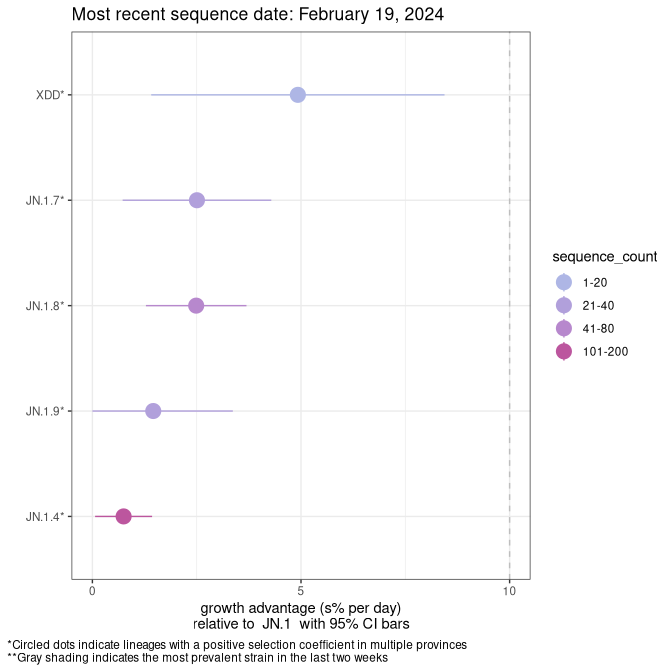 Most recent sequence date: February 19, 2024
XDD*
JN.1.7*
JN.1.8*
JN.1.9*
JN.1.4*
0
5
10
growth advantage (s% per day)
relative to  JN.1  with 95% CI bars
sequence_count
1-20
21-40
41-80
101-200
*Circled dots indicate lineages with a positive selection coefficient in multiple provinces
**Gray shading indicates the most prevalent strain in the last two weeks